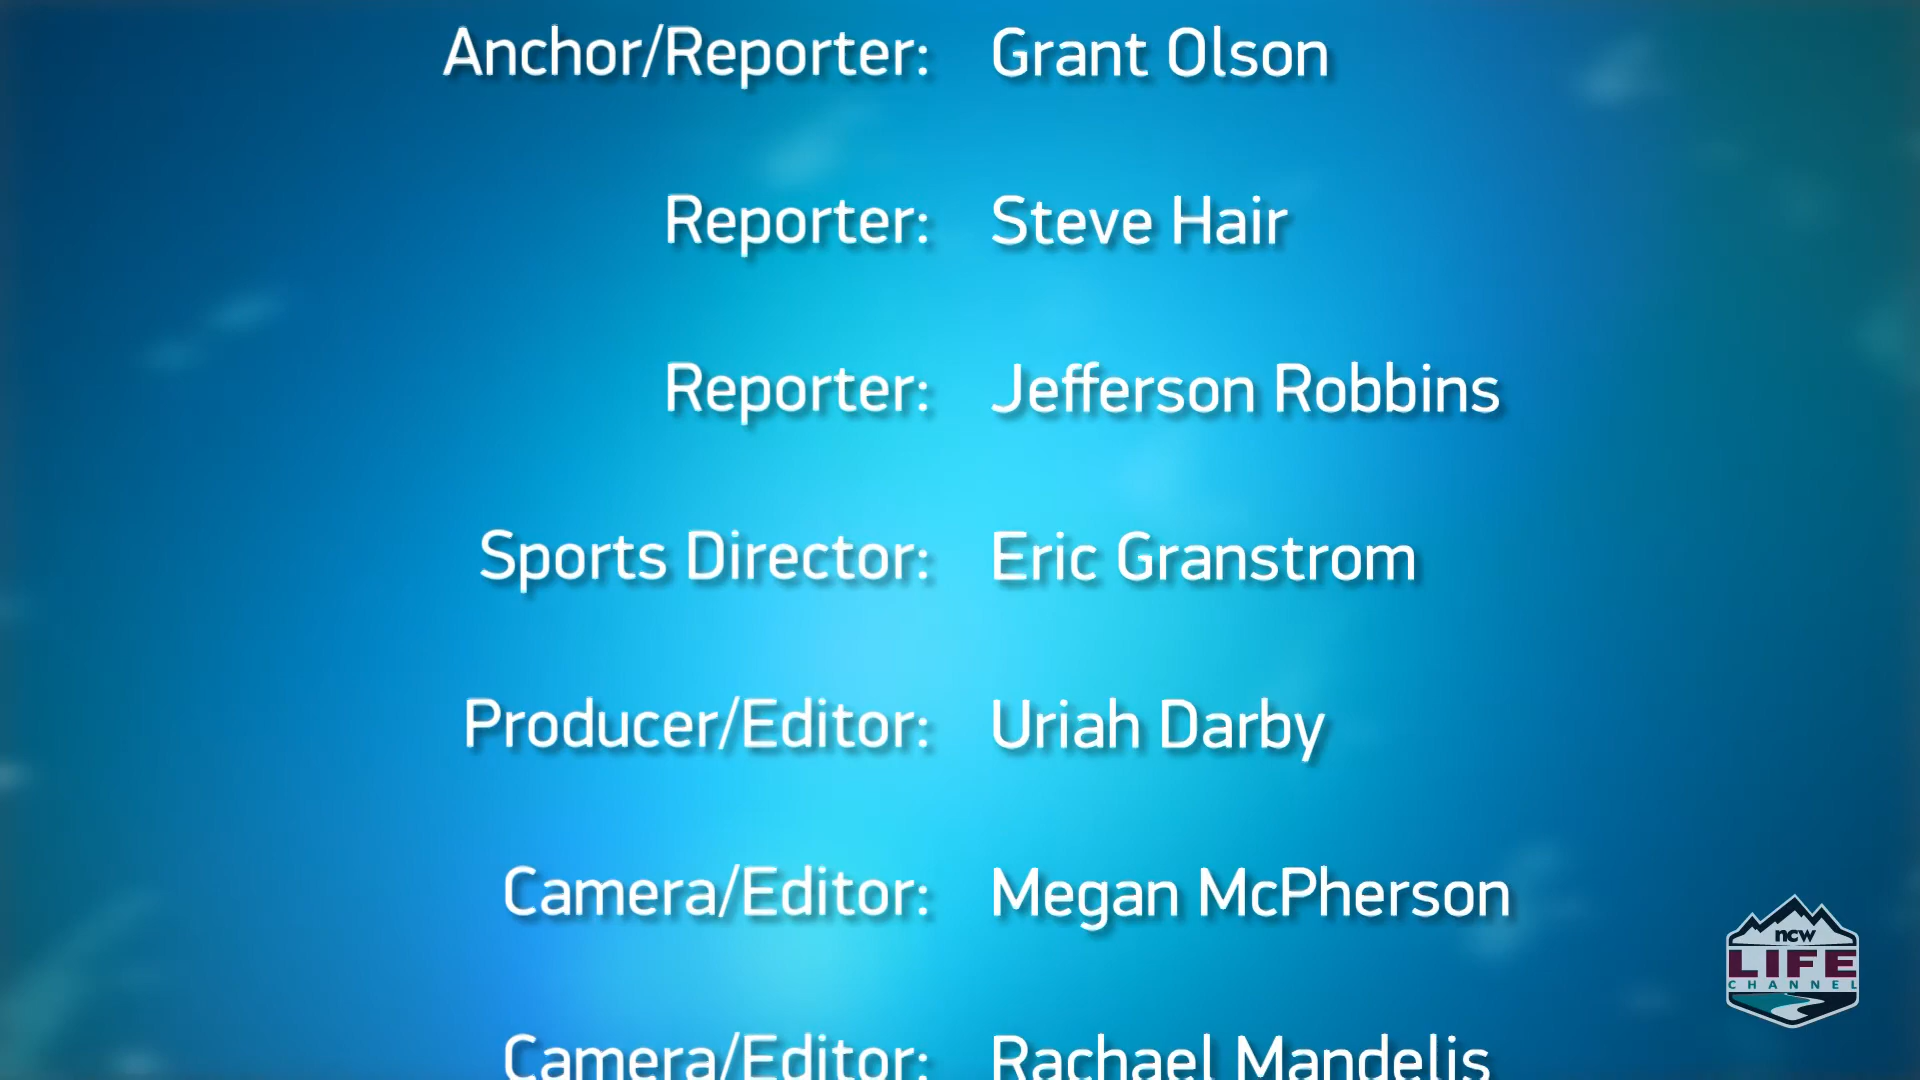 Anchor/Reporter: Grant Olson
Reporter: Steve Hair
Reporter: Jefferson Robbins
Sports Director: Eric Granstrom
Producer/Editor: Uriah Darby
Camera/Editor: Megan McPherson
Camera/Editor: Rachael Mandelis
ncw
LIFE
CHANNEL